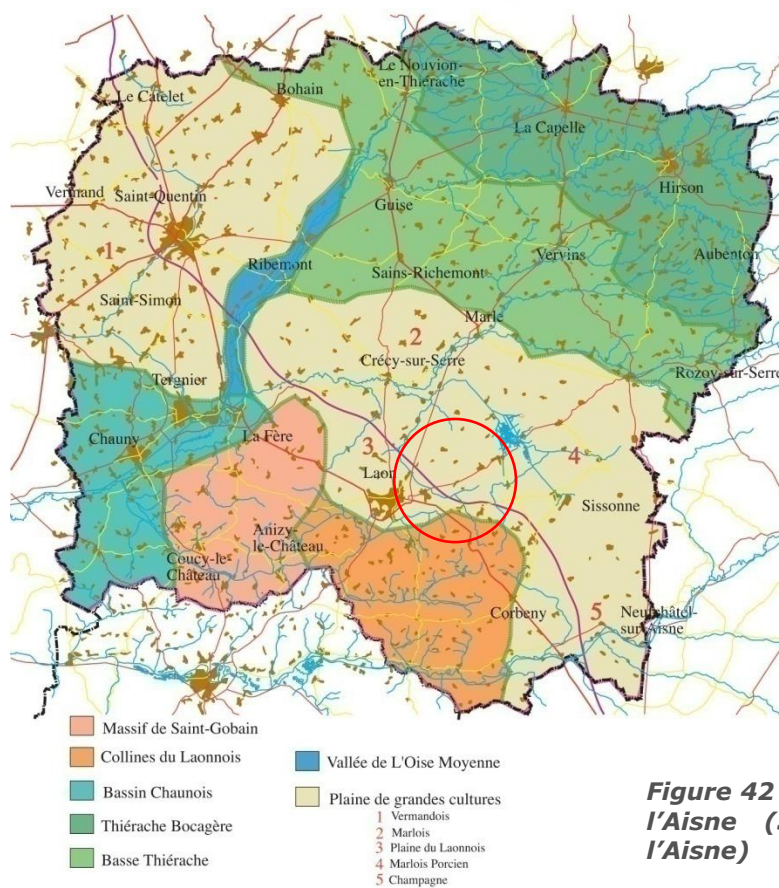 Le Nouvion-
en-Thiérache
Le Catelet
Bohain
La Capelle
Hirson
Vermand
Saint-Quentin
Guise
1
Ribemont
Vervins
Aubenton
Saint-Simon
Sains-Richemont
Marle
2
Crécy-sur-Serre
Rozoy-sur-Serre
Tergnier
Chauny
La Fère
3
4
Laon
Sissonne
Anizy-
le-Château
Coucy-le-
Château
Corbeny
5
Neufchâtel-
sur-Aisne
Massif de Saint-Gobain
Collines du Laonnois
Bassin Chaunois
Thiérache Bocagère
Basse Thiérache
Vallée de L'Oise Moyenne
Plaine de grandes cultures
1 Vermandois
2 Marlois
3 Plaine du Laonnois
4 Marlois Porcien
5 Champagne
Figure 42
l'Aisne
l'Aisne)